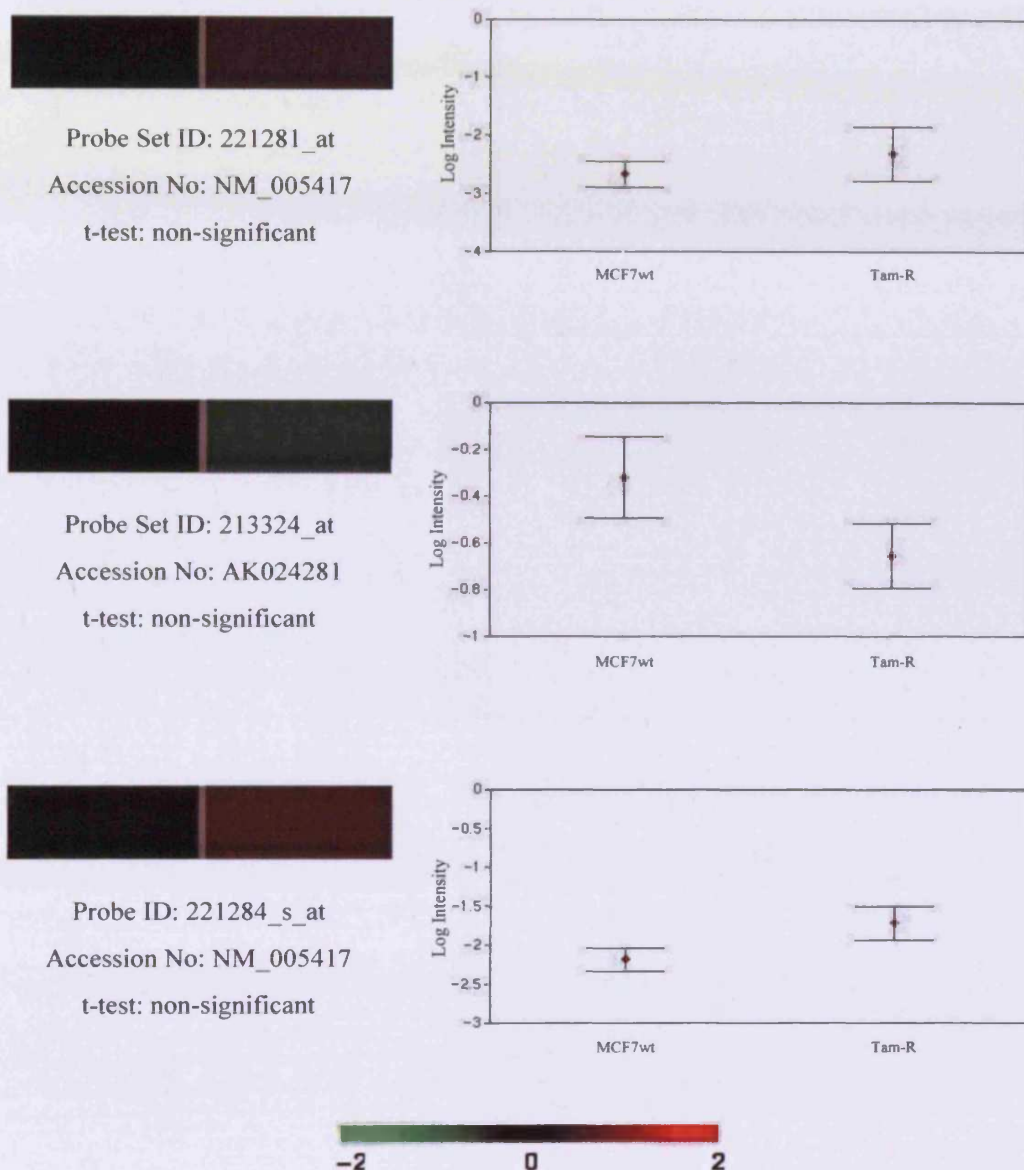 Probe Set ID: 221281_at
Accession No: NM_005417
t-test: non-significant
Log Intensity
0
-1
-2
-3
-4
MCF7wt
Tam-R
Probe Set ID: 213324_at
Accession No: AK024281
t-test: non-significant
Log Intensity
0
-0.2
-0.4
-0.6
-0.8
-1
MCF7wt
Tam-R
Probe ID: 221284_s_at
Accession No: NM_005417
t-test: non-significant
Log Intensity
0
-0.5
-1
-1.5
-2
-2.5
-3
MCF7wt
Tam-R
-2 0 2